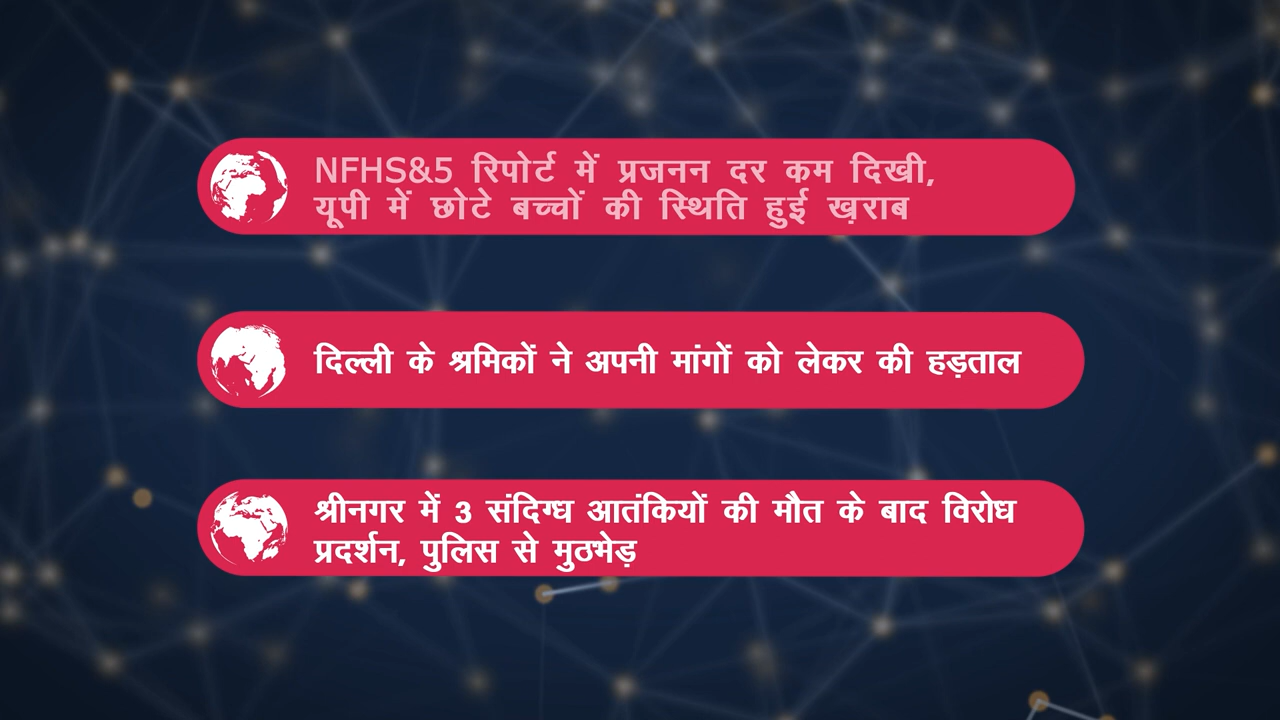 NFHS&5 रिपोर्ट में प्रजनन दर कम दिखी,
यूपी में छोटे बच्चों की स्थिति हुई ख़राब
दिल्ली के श्रमिकों ने अपनी मांगों को लेकर की हड़ताल
श्रीनगर में 3 संदिग्ध आतंकियों की मौत के बाद विरोध
प्रदर्शन, पुलिस से मुठभेड़